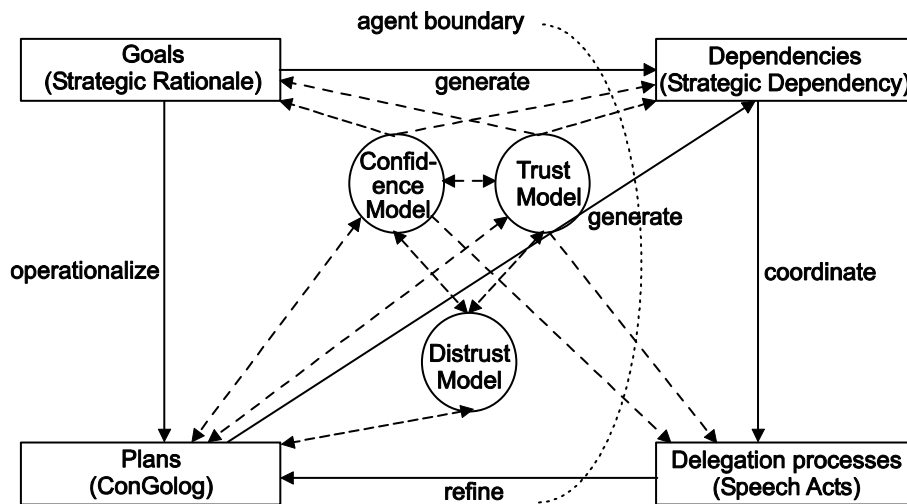 agent boundary
Goals
(Strategic Rationale)
generate
Dependencies
(Strategic Dependency)
Confid-
ence
Model
Trust
Model
generate
operationalize
coordinate
Distrust
Model
Plans
(ConGolog)
refine
Delegation processes
(Speech Acts)